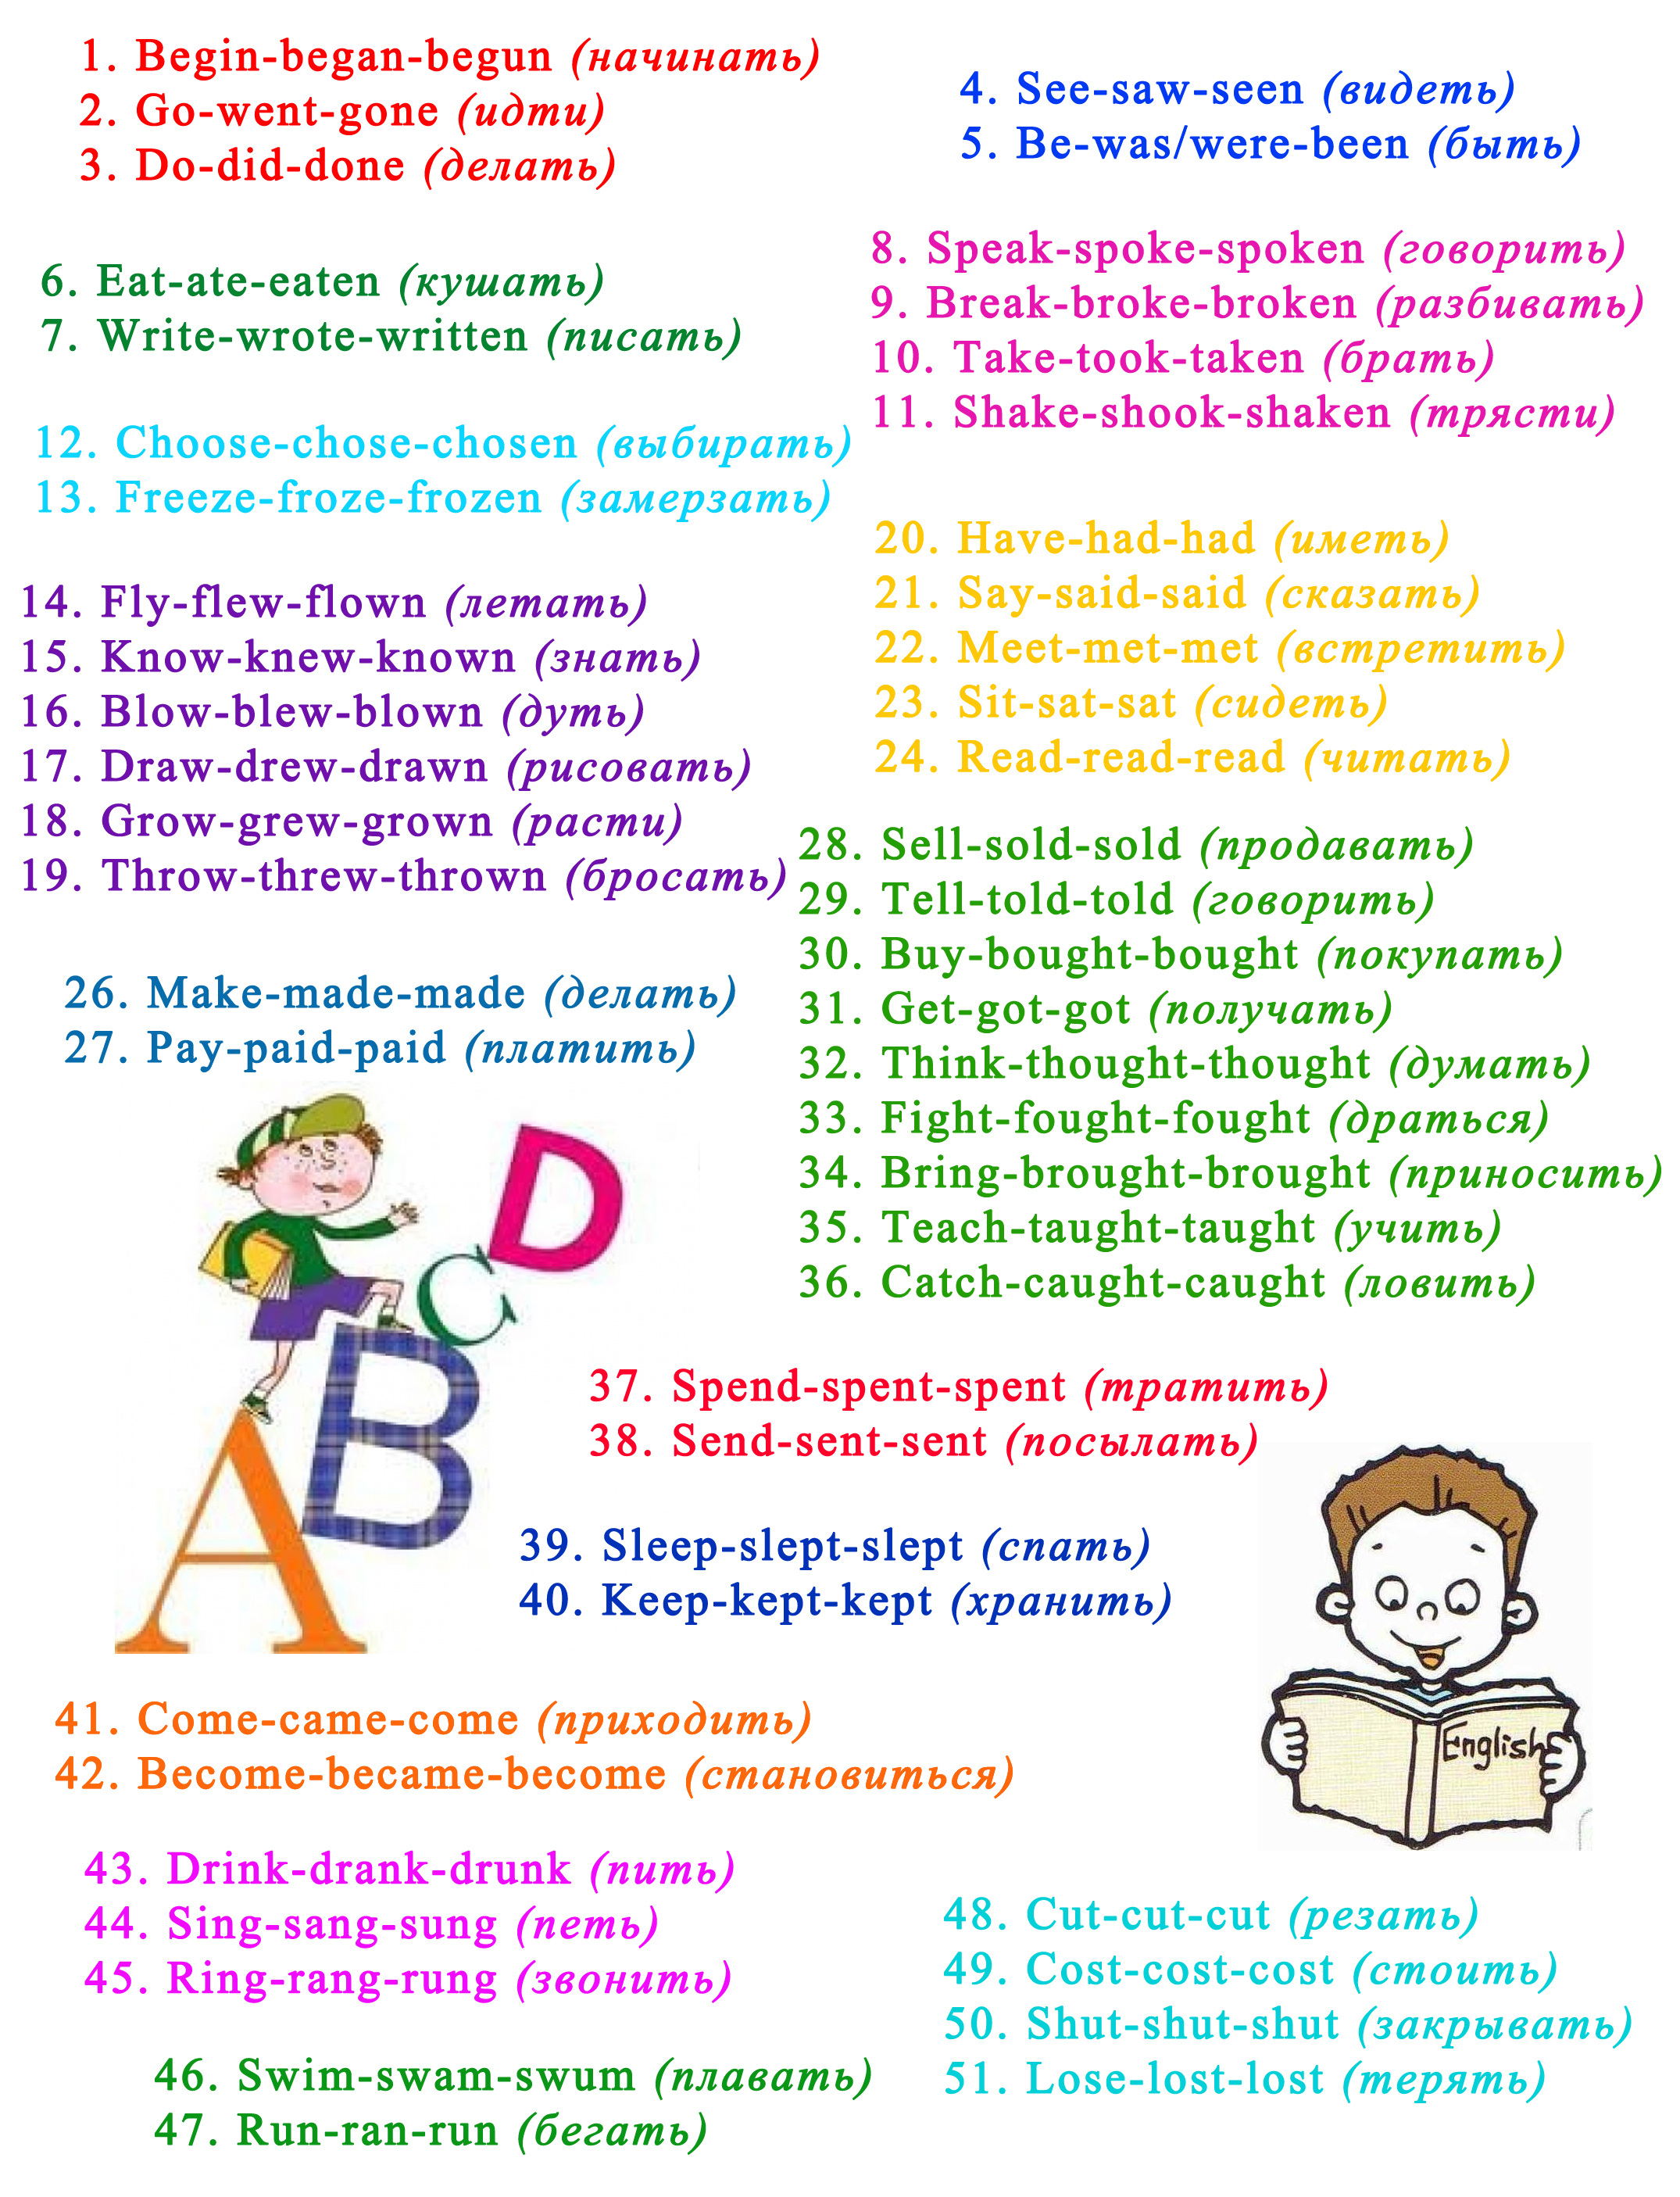 1. Begin-began-begun (начинать)
2. Go-went-gone (идти)
3. Do-did-done (делать)
4. See-saw-seen (видеть)
5. Be-was/were-been (быть)
6. Eat-ate-eaten (кушать)
7. Write-wrote-written (писать)
8. Speak-spoke-spoken (говорить)
9. Break-broke-broken (разбивать)
10. Take-took-taken (брать)
11. Shake-shook-shaken (трясти)
12. Choose-chose-chosen (выбирать)
13. Freeze-froze-frozen (замерзать)
14. Fly-flew-flown (летать)
15. Know-knew-known (знать)
16. Blow-blew-blown (дуть)
17. Draw-drew-drawn (рисовать)
18. Grow-grew-grown (расти)
19. Throw-threw-thrown (бросать)
20. Have-had-had (иметь)
21. Say-said-said (сказать)
22. Meet-met-met (встретить)
23. Sit-sat-sat (сидеть)
24. Read-read-read (читать)
26. Make-made-made (делать)
27. Pay-paid-paid (платить)
28. Sell-sold-sold (продавать)
29. Tell-told-told (говорить)
30. Buy-bought-bought (покупать)
31. Get-got-got (получать)
32. Think-thought-thought (думать)
33. Fight-fought-fought (драться)
34. Bring-brought-brought (приносить)
35. Teach-taught-taught (учить)
36. Catch-caught-caught (ловить)
A
B
C
D
37. Spend-spent-spent (тратить)
38. Send-sent-sent (посылать)
39. Sleep-slept-slept (спать)
40. Keep-kept-kept (хранить)
English
41. Come-came-come (приходить)
42. Become-became-become (становиться)
43. Drink-drank-drunk (пить)
44. Sing-sang-sung (петь)
45. Ring-rang-rung (звонить)
46. Swim-swam-swum (плавать)
47. Run-ran-run (бегать)
48. Cut-cut-cut (резать)
49. Cost-cost-cost (стоить)
50. Shut-shut-shut (закрывать)
51. Lose-lost-lost (терять)